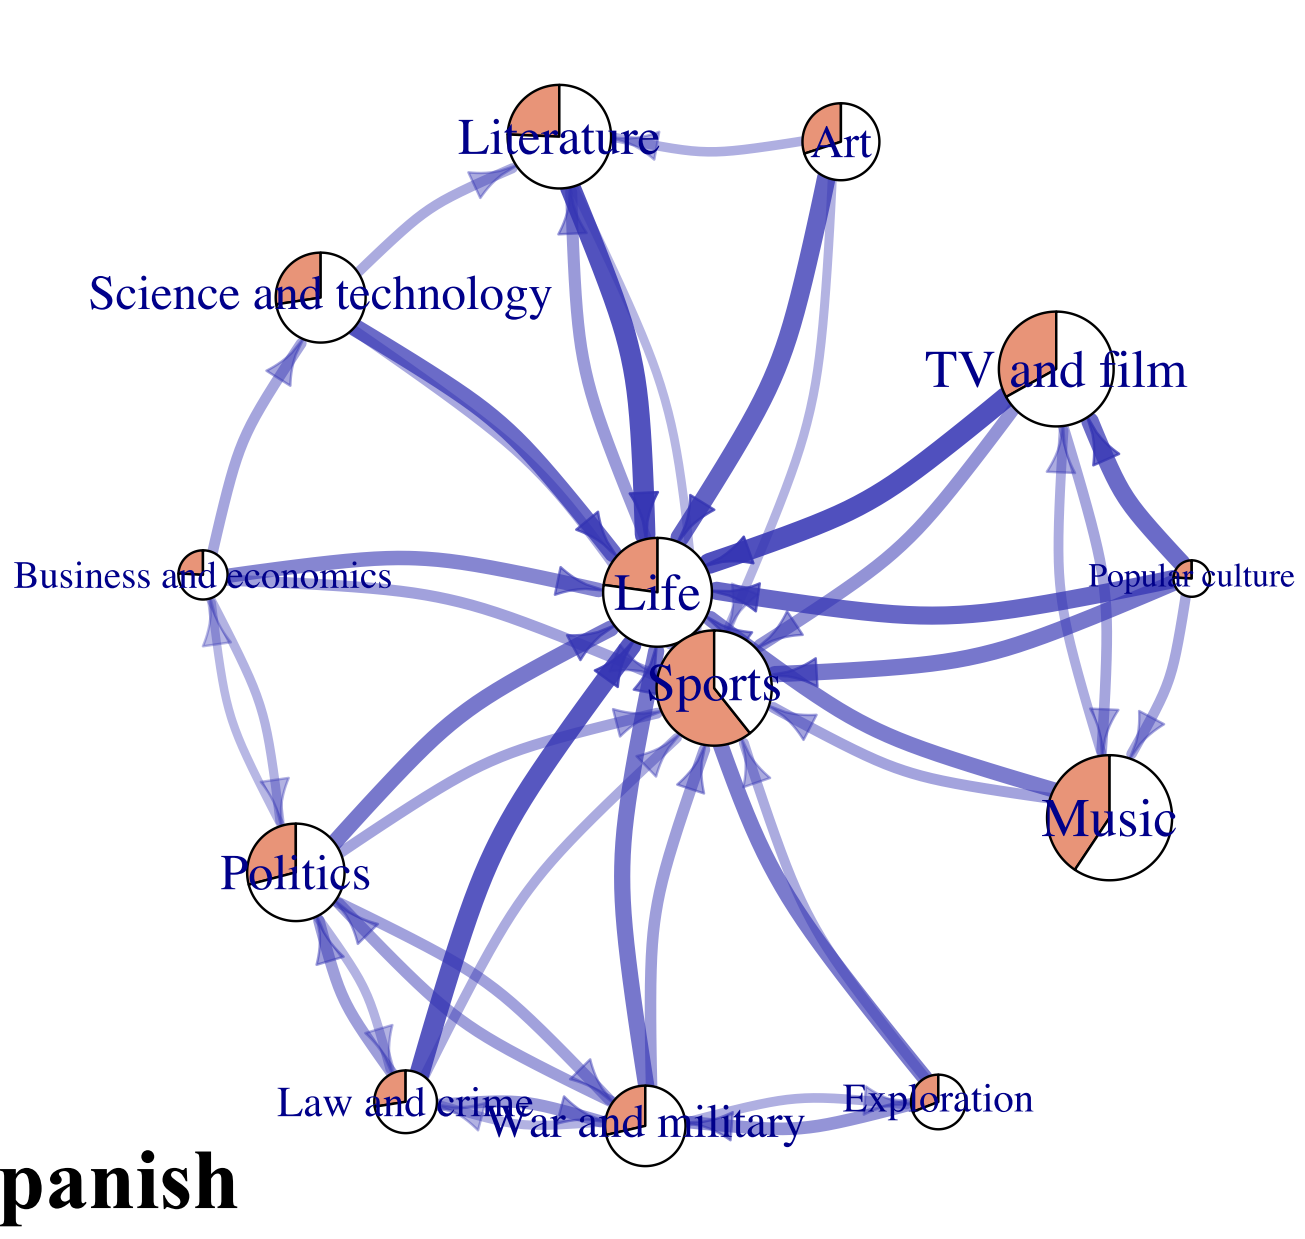 Literature
Art
Science and technology
TV and film
Business and economics
Life
Popular culture
Sports
Music
Politics
Law and crime
War and military
Exploration
panish